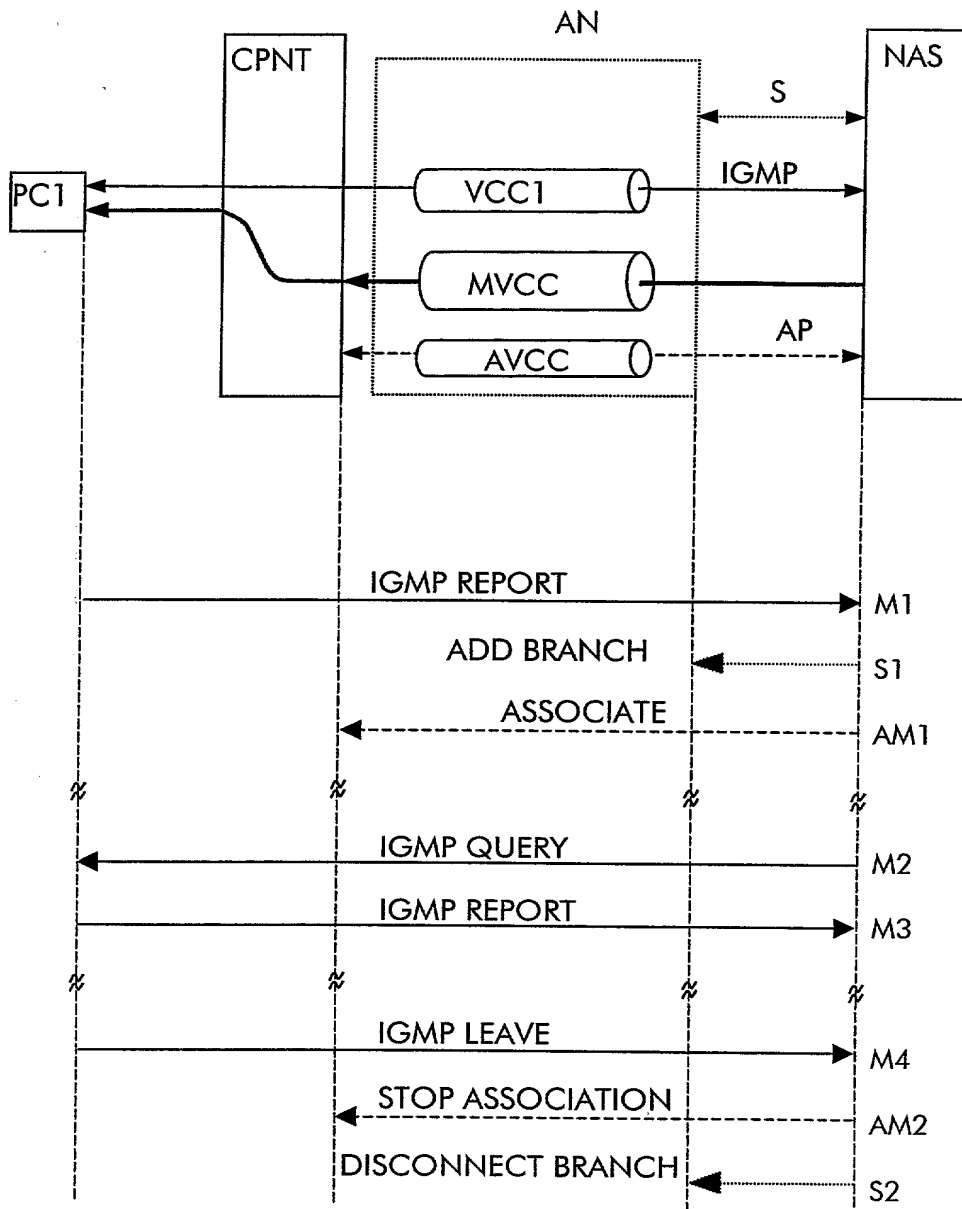 AN
CPNT
NAS
S
PC1
VCC1
IGMP
MVCC
AP
AVCC
IGMP REPORT
M1
ADD BRANCH
S1
ASSOCIATE
AM1
IGMP QUERY
M2
IGMP REPORT
M3
IGMP LEAVE
M4
STOP ASSOCIATION
AM2
DISCONNECT BRANCH
S2